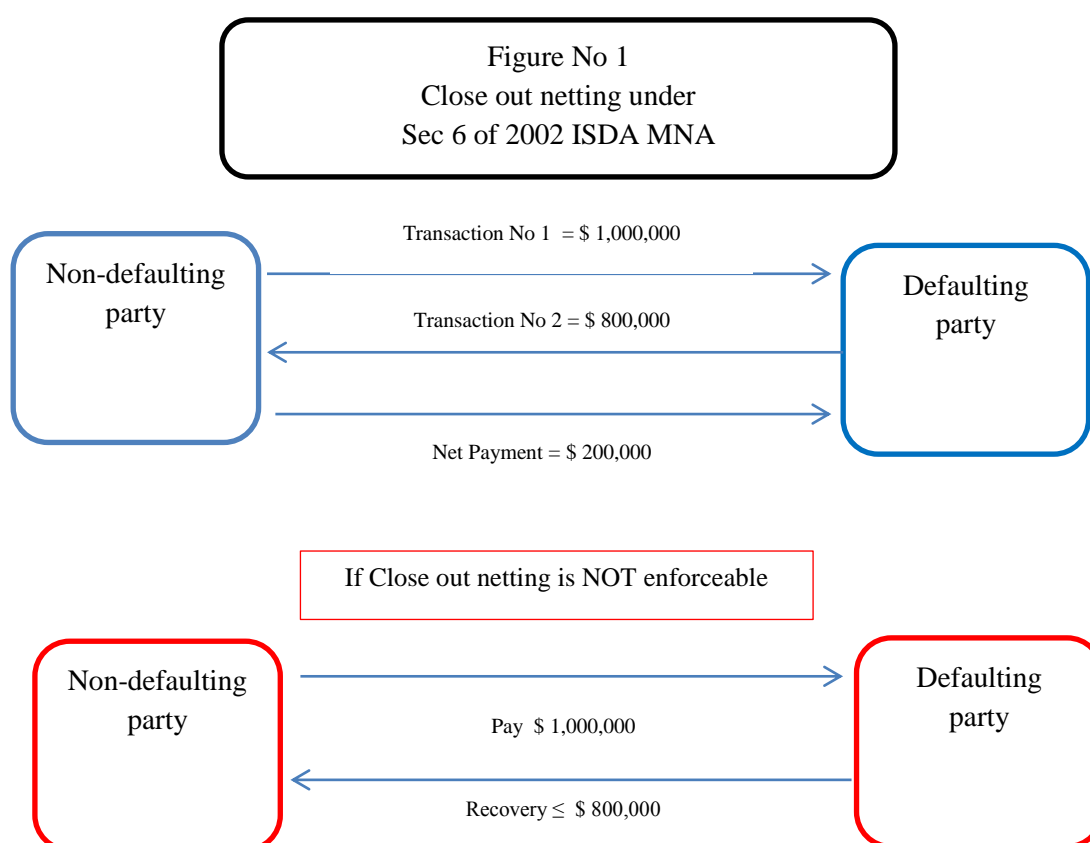 Figure No 1
Close out netting under
Sec 6 of 2002 ISDA MNA
Transaction No 1 = $ 1,000,000
Non-defaulting
party
Defaulting
party
Transaction No 2 = $ 800,000
Net Payment = $ 200,000
If Close out netting is NOT enforceable
Non-defaulting
party
Defaulting
party
Pay $ 1,000,000
Recovery ≤ $ 800,000